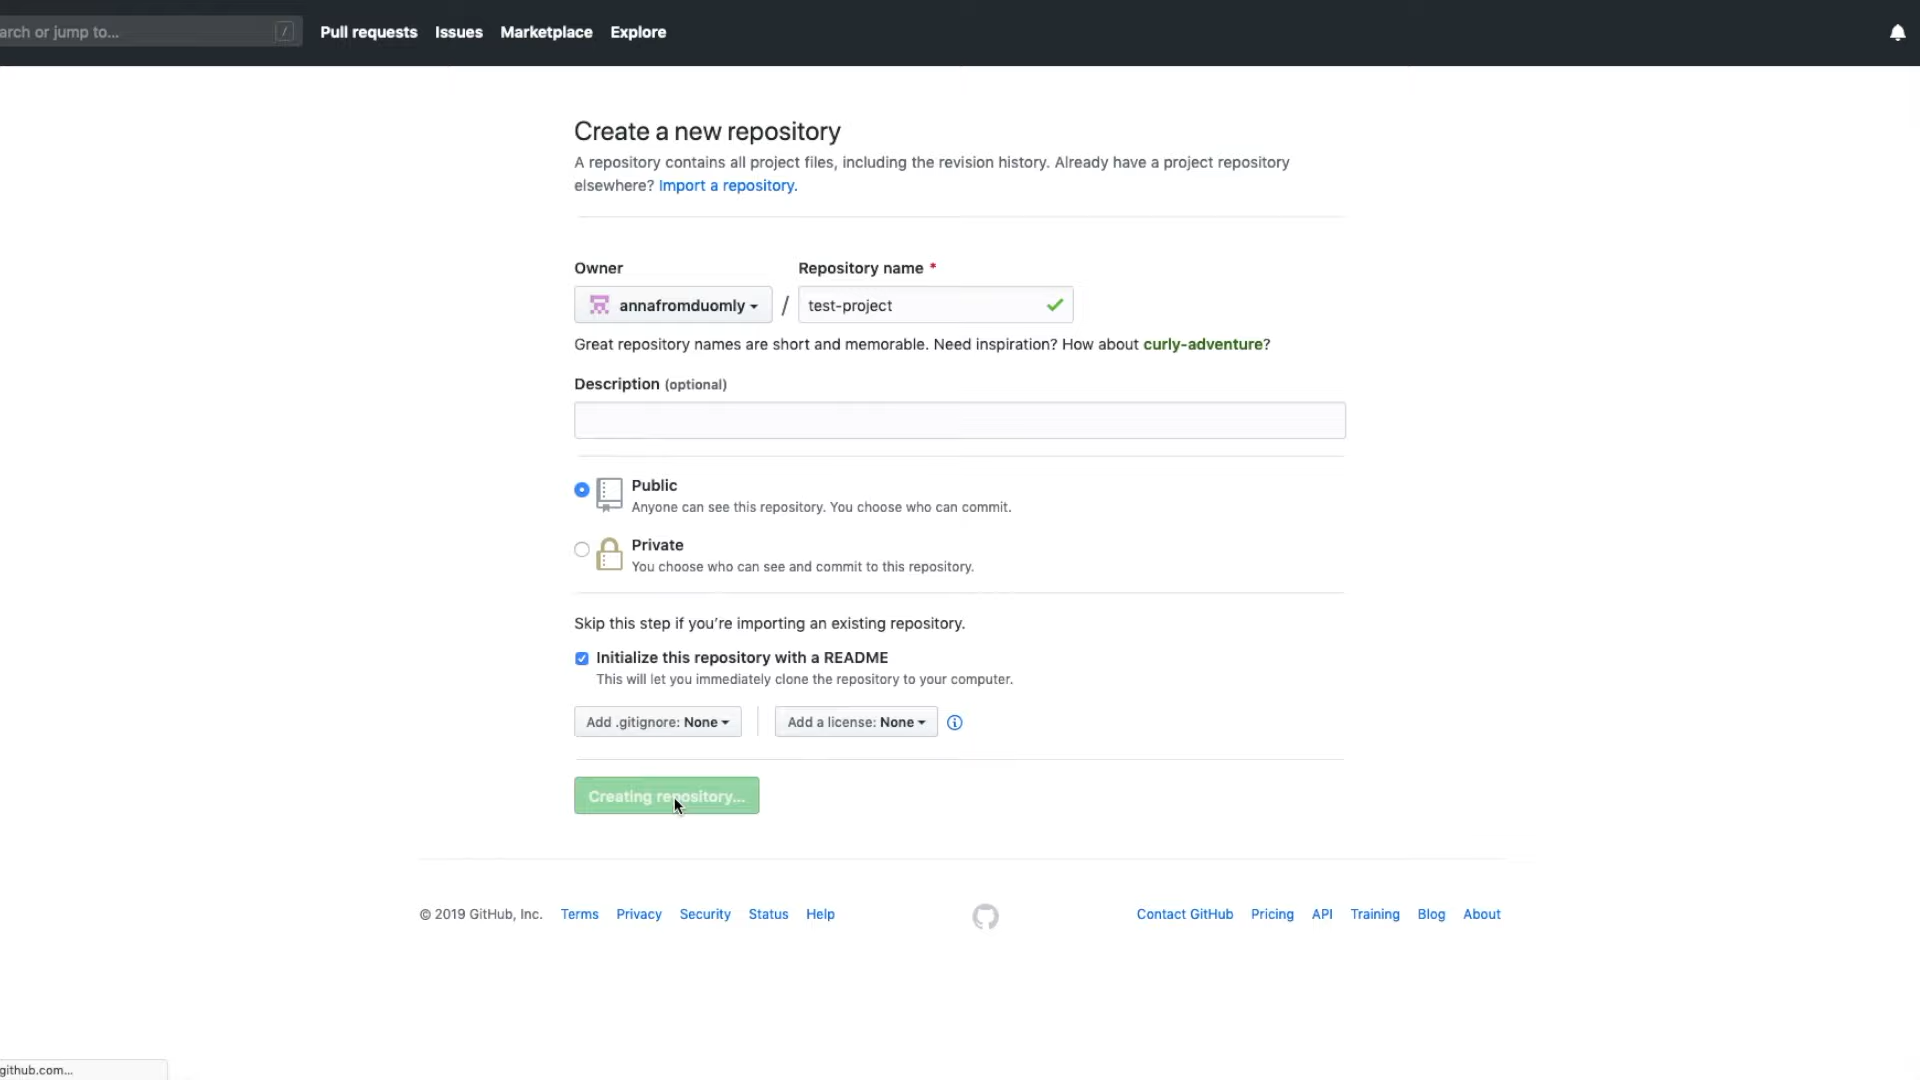 arch or jump to... / Pull requests Issues Marketplace Explore
Create a new repository
A repository contains all project files, including the revision history. Already have a project repository
elsewhere? Import a repository.
Owner Repository name *
annafromduomly / test-project
Great repository names are short and memorable. Need inspiration? How about curly-adventure?
Description (optional)
Public
Anyone can see this repository. You choose who can commit.
Private
You choose who can see and commit to this repository.
Skip this step if you’re importing an existing repository.
Initialize this repository with a README
This will let you immediately clone the repository to your computer.
Add .gitignore: None Add a license: None
Creating repository...
© 2019 GitHub, Inc. Terms Privacy Security Status Help Contact GitHub Pricing API Training Blog About
github.com...